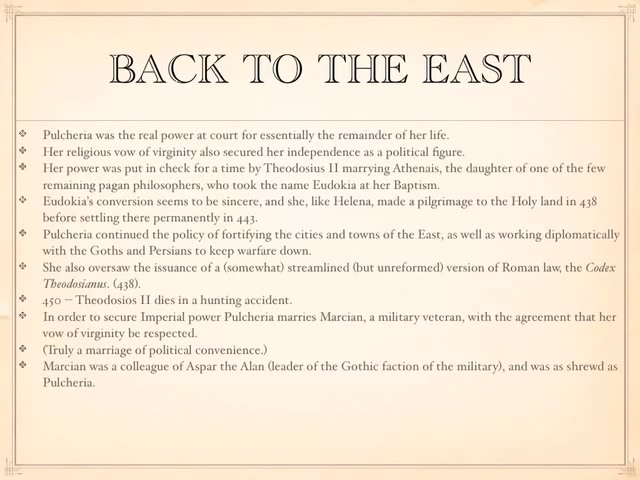 BACK TO THE EAST
Pulcheria was the real power at court for essentially the remainder of her life.
Her religious vow of virginity also secured her independence as a political figure.
Her power was put in check for a time by Theodosius II marrying Athenais, the daughter of one of the few
remaining pagan philosophers, who took the name Eudokia at her Baptism.
Eudokia's conversion seems to be sincere, and she, like Helena, made a pilgrimage to the Holy land in 438
before settling there permanently in 443.
Pulcheria continued the policy of fortifying the cities and towns of the East, as well as working diplomatically
with the Goths and Persians to keep warfare down.
She also oversaw the issuance of a (somewhat) streamlined (but unreformed) version of Roman law, the Codex
Theodosianus. (438).
450 – Theodosios II dies in a hunting accident.
In order to secure Imperial power Pulcheria marries Marcian, a military veteran, with the agreement that her
vow of virginity be respected.
(Truly a marriage of political convenience.)
Marcian was a colleague of Aspar the Alan (leader of the Gothic faction of the military), and was as shrewd as
Pulcheria.